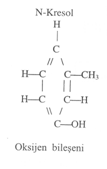 N-Kresol
H
C
H—C C—CH₃
H—C C—H
C—OH
Oksijen bileşeni